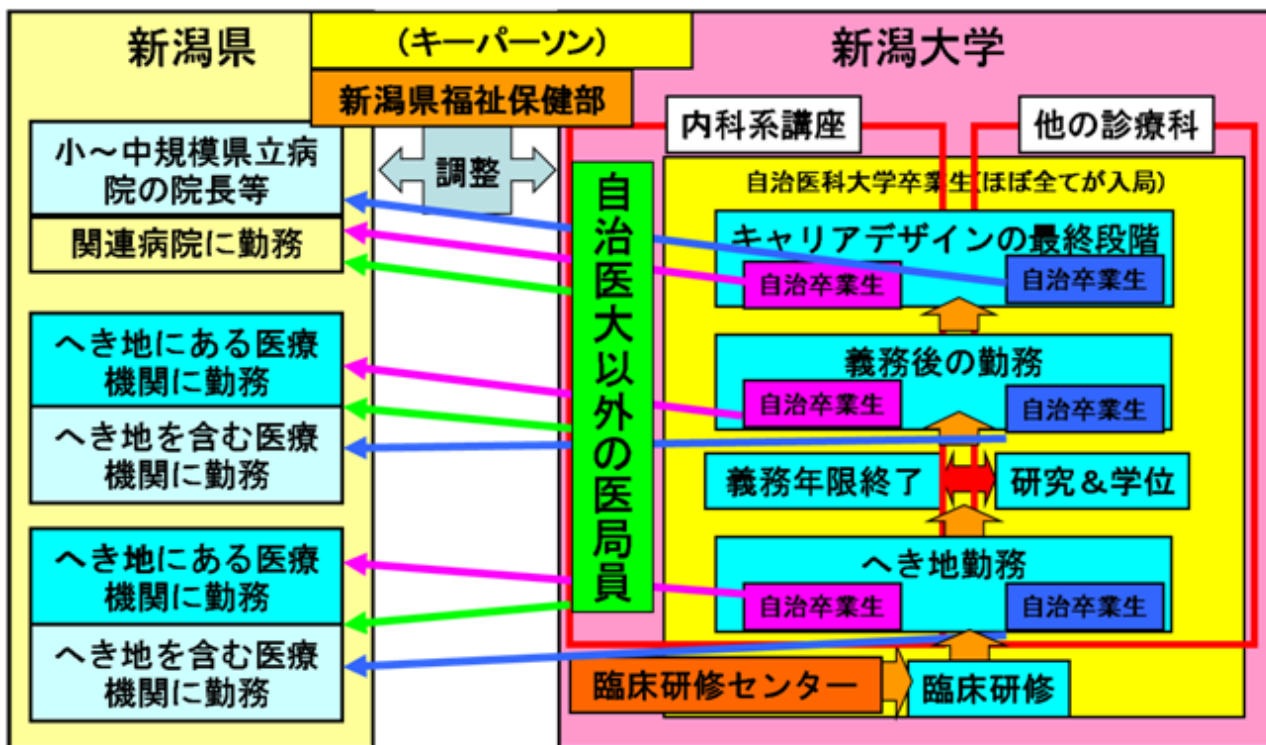 新潟県
(キーパーソン)
新潟大学
新潟県福祉保健部
小～中規模県立病
院の院長等
関連病院に勤務
へき地にある医療
機関に勤務
へき地を含む医療
機関に勤務
へき地にある医療
機関に勤務
へき地を含む医療
機関に勤務
調整
自治医大以外の医局員
内科系講座
他の診療科
自治医科大学卒業生(ほぼ全てが入局)
キャリアデザインの最終段階
自治卒業生
自治卒業生
義務後の勤務
自治卒業生
自治卒業生
義務年限終了
研究＆学位
へき地勤務
自治卒業生
自治卒業生
臨床研修センター
臨床研修